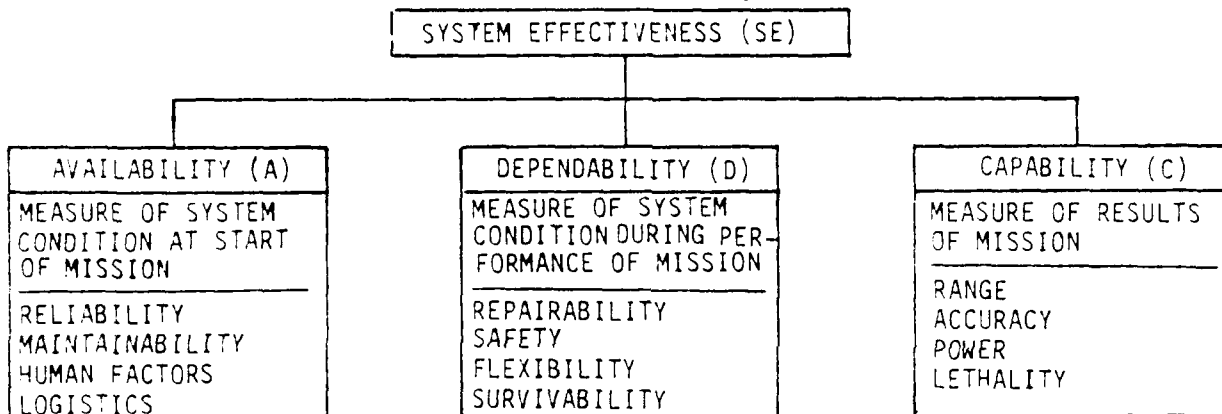 SYSTEM EFFECTIVENESS (SE)
AVAILABILITY (A)
MEASURE OF SYSTEM
CONDITION AT START
OF MISSION
RELIABILITY
MAINTAINABILITY
HUMAN FACTORS
LOGISTICS
DEPENDABILITY (D)
MEASURE OF SYSTEM
CONDITION DURING PER-
FORMANCE OF MISSION
REPAIRABILITY
SAFETY
FLEXIBILITY
SURVIVABILITY
CAPABILITY (C)
MEASURE OF RESULTS
OF MISSION
RANGE
ACCURACY
POWER
LETHALITY